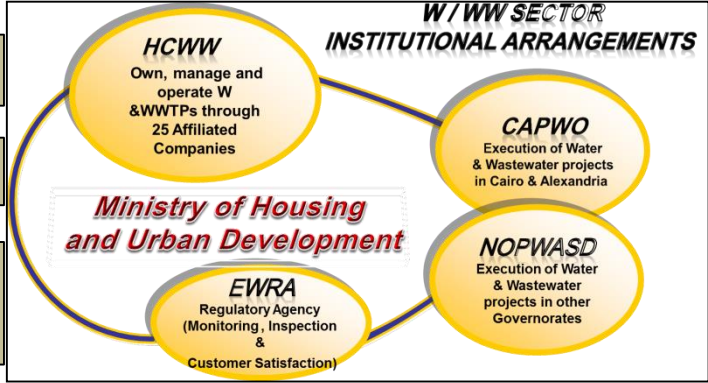 W / WW SECTOR
INSTITUTIONAL ARRANGEMENTS
HCWW
Own, manage and
operate W
&WWTPs through
25 Affiliated
Companies
CAPWO
Execution of Water
& Wastewater projects
in Cairo & Alexandria
Ministry of Housing
and Urban Development
NOPWASD
Execution of Water
& Wastewater
projects in other
Governorates
EWRA
Regulatory Agency
(Monitoring, Inspection
&
Customer Satisfaction)